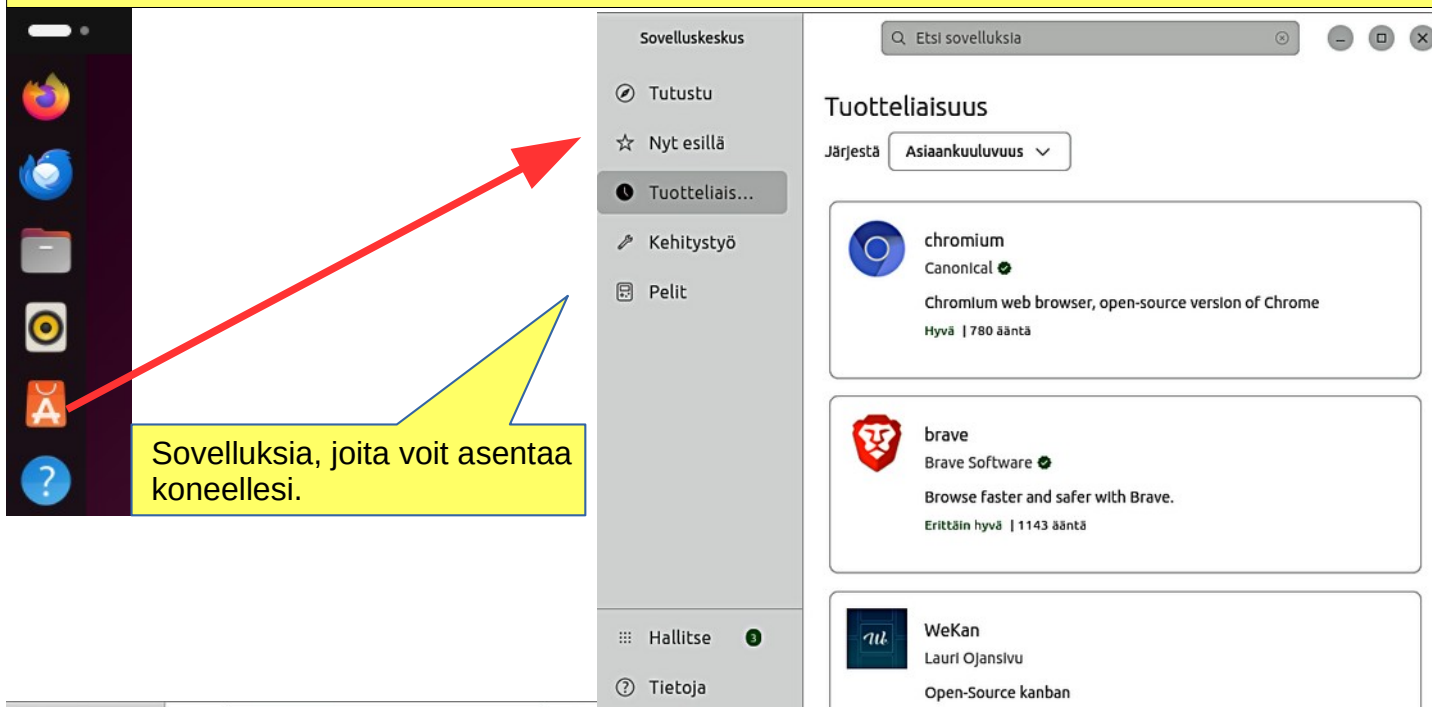 Sovelluskeskus
Etsi sovelluksia
Tutustu
Nyt esillä
Tuotteliais...
Kehitystyö
Pelit
Hallitse 3
Tietoja
Tuotteliaisuus
Järjestä Asiaankuuluvuus
chromium
Canonical
Chromium web browser, open-source version of Chrome
Hyvä | 780 ääntä
brave
Brave Software
Browse faster and safer with Brave.
Erittäin hyvä | 1143 ääntä
WeKan
Lauri Ojansivu
Open-Source kanban
Sovelluksia, joita voit asentaa
koneellesi.